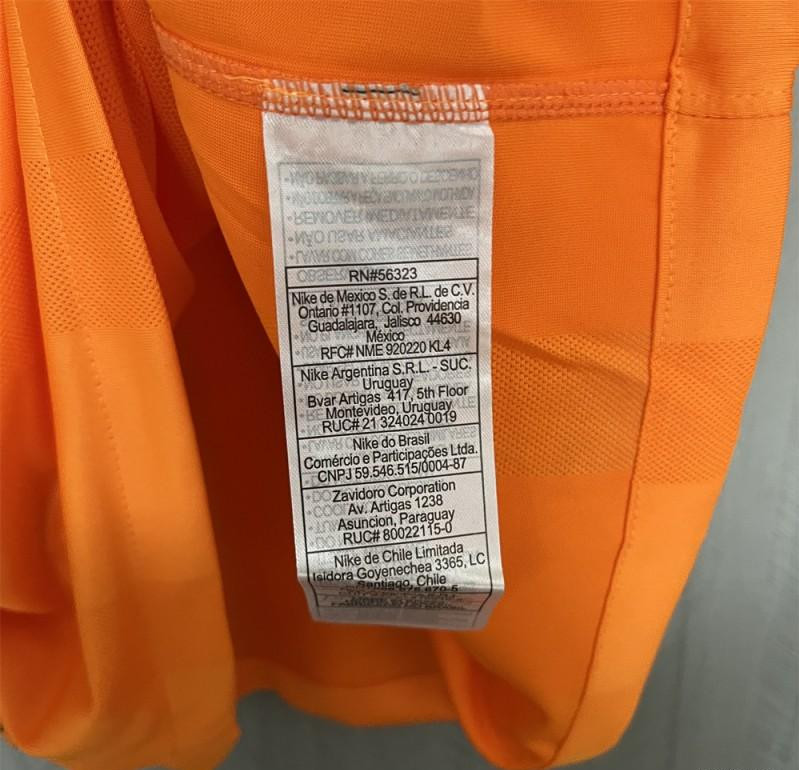 RN#56323
Nike de Mexico S. de R.L. de C.V.
Ontario #1107, Col. Providencia
Guadalajara, Jalisco 44630
México
RFC# NME 920220 KL4
Nike Argentina S.R.L. - SUC.
Uruguay
Bvar Artigas 417, 5th Floor
Montevideo, Uruguay
RUC# 21 324024 0019
Nike do Brasil
Comércio e Participações Ltda.
CNPJ 59.546.515/0004-87
Zavidoro Corporation
Av. Artigas 1238
Asuncion, Paraguay
RUC# 80022115-0
Nike de Chile Limitada
Isidora Goyenechea 3365, LC
Santiago, Chile